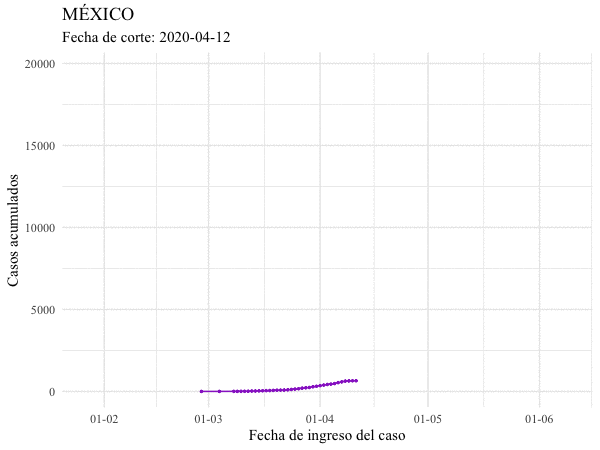 MÉXICO
Fecha de corte: 2020-04-12
20000
15000
10000
5000
0
Casos acumulados
01-02 01-03 01-04 01-05 01-06
Fecha de ingreso del caso